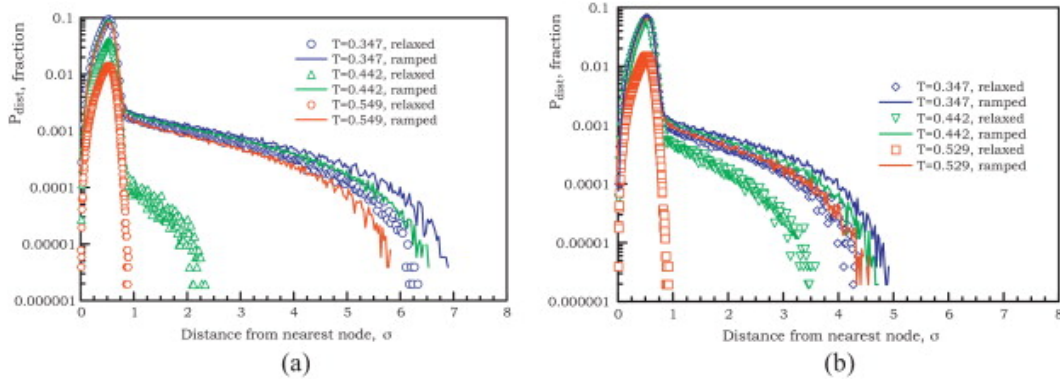 0.1
0.01
0.001
0.0001
0.00001
0.000001
P_dist, fraction
T=0.347, relaxed
T=0.347, ramped
T=0.442, relaxed
T=0.442, ramped
T=0.549, relaxed
T=0.549, ramped
0 1 2 3 4 5 6 7 8
Distance from nearest node, σ
(a)
0.1
0.01
0.001
0.0001
0.00001
0.000001
P_dist, fraction
T=0.347, relaxed
T=0.347, ramped
T=0.442, relaxed
T=0.442, ramped
T=0.529, relaxed
T=0.529, ramped
0 1 2 3 4 5 6 7 8
Distance from nearest node, σ
(b)